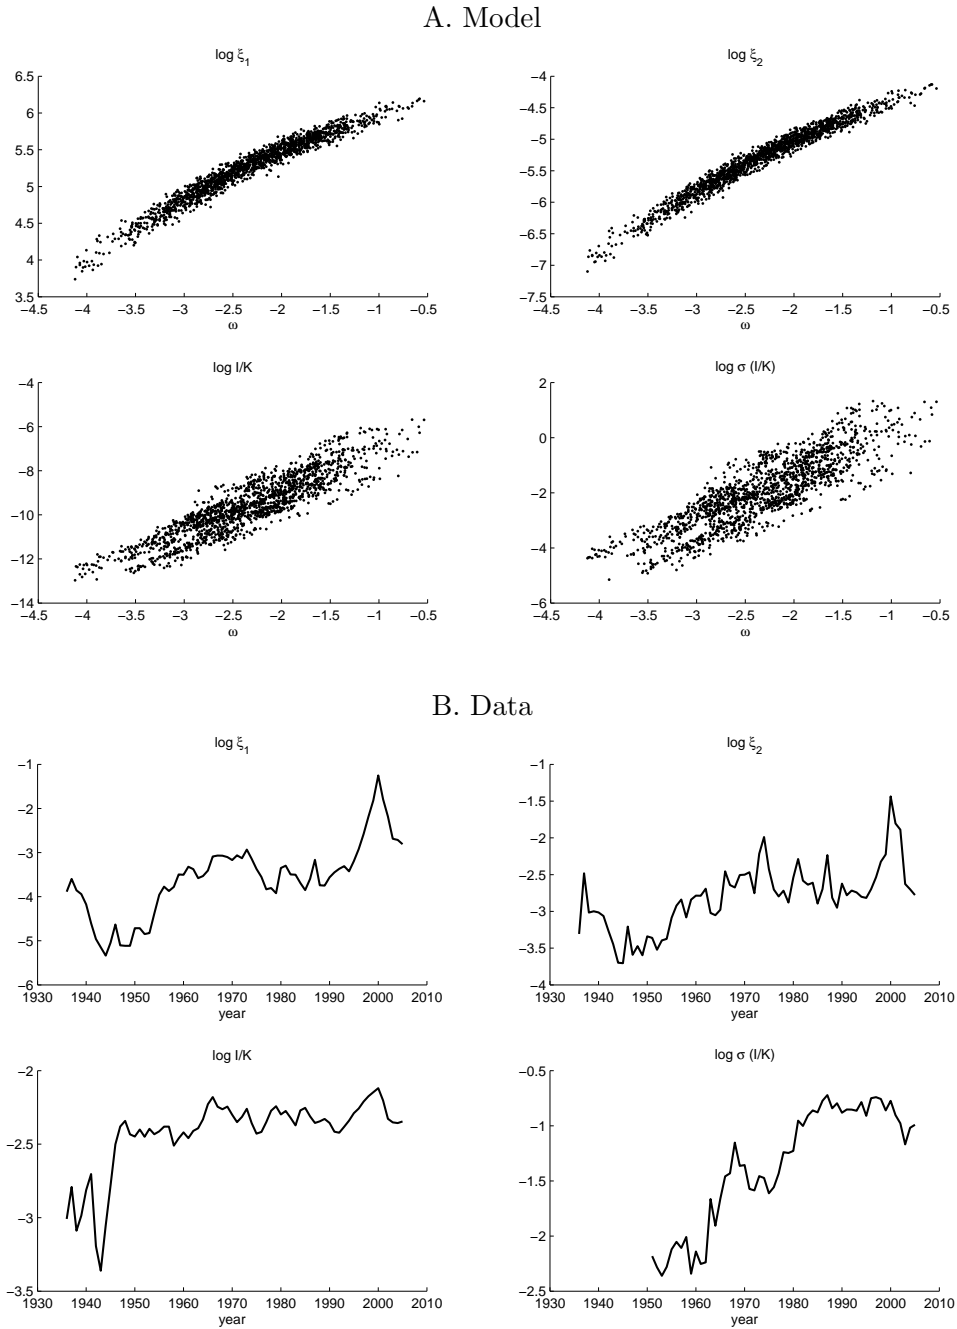 A. Model
log ξ1
6.5
6
5.5
5
4.5
4
3.5
−4.5 −4 −3.5 −3 −2.5 −2 −1.5 −1 −0.5
ω
log ξ2
−4
−4.5
−5
−5.5
−6
−6.5
−7
−7.5
−4.5 −4 −3.5 −3 −2.5 −2 −1.5 −1 −0.5
ω
log I/K
−4
−6
−8
−10
−12
−14
−4.5 −4 −3.5 −3 −2.5 −2 −1.5 −1 −0.5
ω
log σ (I/K)
2
0
−2
−4
−6
−4.5 −4 −3.5 −3 −2.5 −2 −1.5 −1 −0.5
ω
B. Data
log ξ1
−1
−2
−3
−4
−5
−6
1930 1940 1950 1960 1970 1980 1990 2000 2010
year
log ξ2
−1
−1.5
−2
−2.5
−3
−3.5
−4
1930 1940 1950 1960 1970 1980 1990 2000 2010
year
log I/K
−2
−2.5
−3
−3.5
1930 1940 1950 1960 1970 1980 1990 2000 2010
year
log σ (I/K)
−0.5
−1
−1.5
−2
−2.5
1930 1940 1950 1960 1970 1980 1990 2000 2010
year